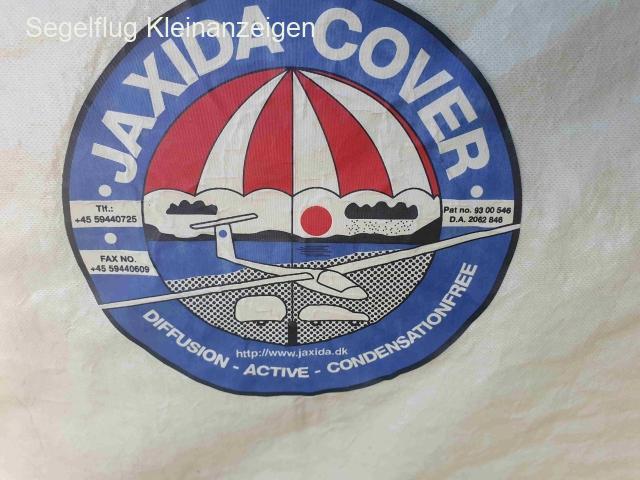 Segelflug Kleinanzeigen
JAXIDA COVER
Tlf.:
+45 59440725
FAX NO.
+45 59440609
Pat no. 93 00 546
D.A. 2062 846
http://www.jaxida.dk
DIFFUSION - ACTIVE - CONDENSATIONFREE